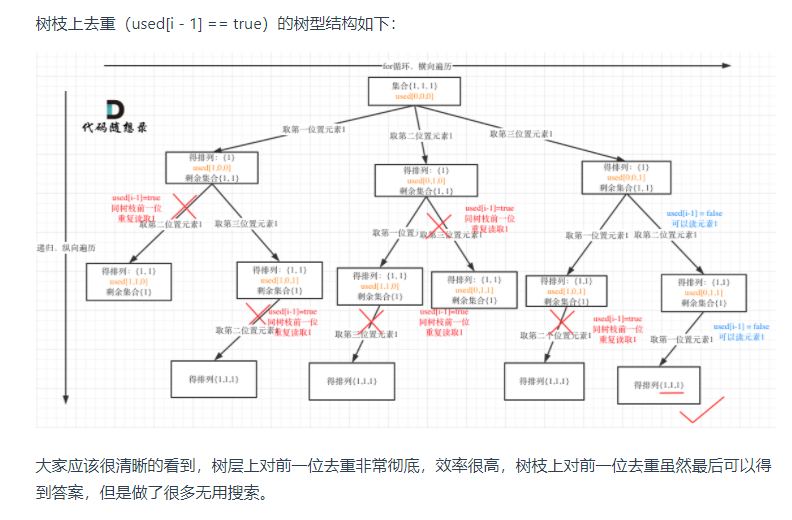 树枝上去重（used[i - 1] == true）的树型结构如下：
for循环，横向遍历
集合{1, 1, 1}
used[0,0,0]
代码随想录
取第一位置元素1
取第二位置元素1
取第三位置元素1
得排列：{1}
used[1,0,0]
剩余集合{1, 1}
得排列：{1}
used[0,1,0]
剩余集合{1, 1}
得排列：{1}
used[0,0,1]
剩余集合{1, 1}
used[i-1]=true
同树枝前一位
重复读取1
used[i-1]=true
同树枝前一位
重复读取1
used[i-1] = false
可以读元素1
递归，纵向遍历
取第二位置元素1
取第三位置元素1
取第一位置
取第三位置元素1
取第一位置元素1
取第二位置元素1
得排列：{1,1}
used[1,1,0]
剩余集合{1}
得排列：{1,1}
used[1,0,1]
剩余集合{1}
得排列：{1,1}
used[1,1,0]
剩余集合{1}
得排列：{1,1}
used[0,1,1]
剩余集合{1}
得排列：{1,1}
used[1,0,1]
剩余集合{1}
得排列：{1,1}
used[0,1,1]
剩余集合{1}
used[i-1]=true
同树枝前一位
重复读取1
used[i-1]=true
同树枝前一位
重复读取1
used[i-1]=true
同树枝前一位
重复读取1
used[i-1] = false
可以读元素1
取第二位置元素1
取第三位置元素1
取第二个位置元素1
取第一位置元素1
得排列{1,1,1}
得排列{1,1,1}
得排列{1,1,1}
得排列{1,1,1}
大家应该很清晰的看到，树层上对前一位去重非常彻底，效率很高，树枝上对前一位去重虽然最后可以得
到答案，但是做了很多无用搜索。